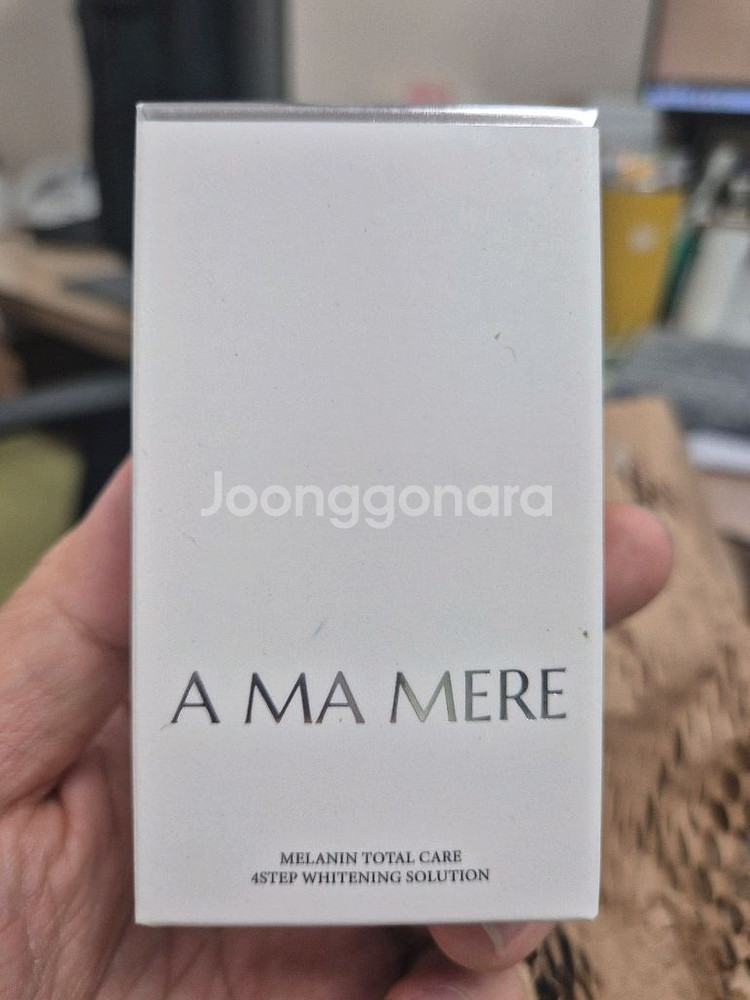 Joonggonara
A MA MERE
MELANIN TOTAL CARE
4STEP WHITENING SOLUTION